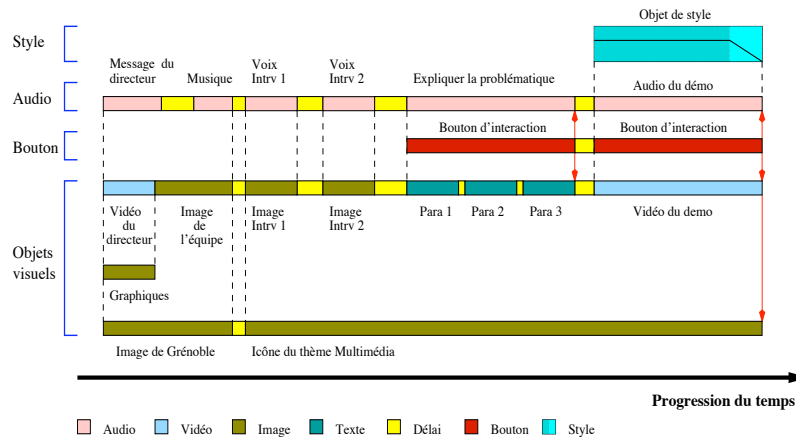 Objet de style
Style
Message du
directeur
Musique
Voix
Intrv 1
Voix
Intrv 2
Expliquer la problématique
Audio du démo
Audio
Bouton d'interaction
Bouton d'interaction
Bouton
Vidéo
du
directeur
Image
de
l'équipe
Image
Intrv 1
Image
Intrv 2
Para 1
Para 2
Para 3
Vidéo du demo
Objets
visuels
Graphiques
Image de Grénoble
Icône du thème Multimédia
Progression du temps
Audio
Vidéo
Image
Texte
Délai
Bouton
Style